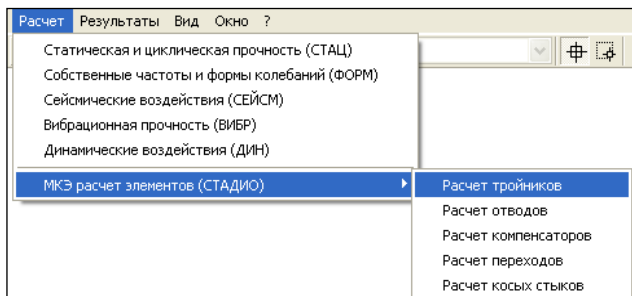 Расчет Результаты Вид Окно ?
Статическая и циклическая прочность (СТАЦ)
Собственные частоты и формы колебаний (ФОРМ)
Сейсмические воздействия (СЕЙСМ)
Вибрационная прочность (ВИБР)
Динамические воздействия (ДИН)
МКЭ расчет элементов (СТАДИО)
Расчет тройников
Расчет отводов
Расчет компенсаторов
Расчет переходов
Расчет косых стыков